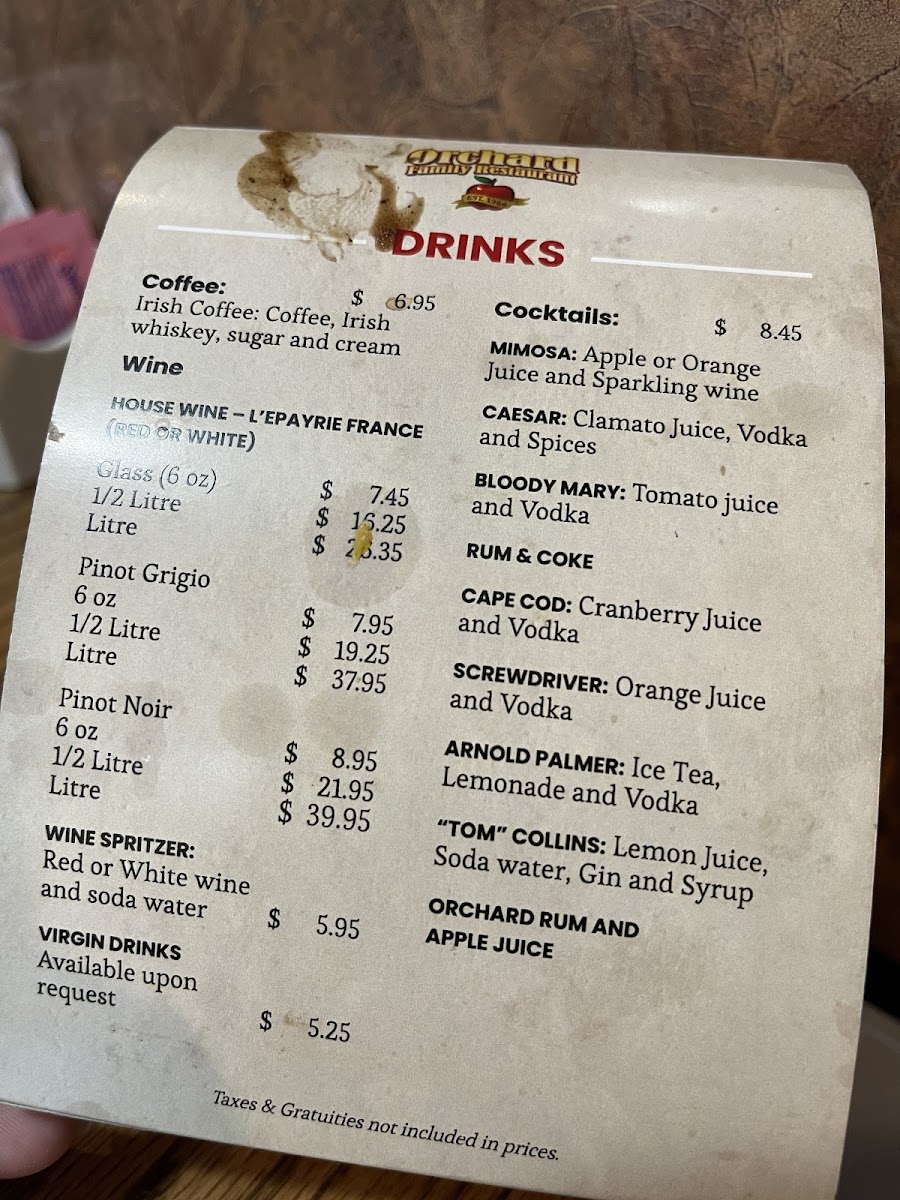 Orchard
Family Restaurant
EST. 1966
DRINKS
Coffee: $ 6.95
Irish Coffee: Coffee, Irish
whiskey, sugar and cream
Wine
HOUSE WINE – L'EPAYRIE FRANCE
(RED OR WHITE)
Glass (6 oz) $ 7.45
1/2 Litre $ 16.25
Litre $ .35
Pinot Grigio
6 oz $ 7.95
1/2 Litre $ 19.25
Litre $ 37.95
Pinot Noir
6 oz $ 8.95
1/2 Litre $ 21.95
Litre $ 39.95
WINE SPRITZER:
Red or White wine
and soda water $ 5.95
VIRGIN DRINKS
Available upon
request $ 5.25
Cocktails: $ 8.45
MIMOSA: Apple or Orange
Juice and Sparkling wine
CAESAR: Clamato Juice, Vodka
and Spices
BLOODY MARY: Tomato juice
and Vodka
RUM & COKE
CAPE COD: Cranberry Juice
and Vodka
SCREWDRIVER: Orange Juice
and Vodka
ARNOLD PALMER: Ice Tea,
Lemonade and Vodka
"TOM" COLLINS: Lemon Juice,
Soda water, Gin and Syrup
ORCHARD RUM AND
APPLE JUICE
Taxes & Gratuities not included in prices.